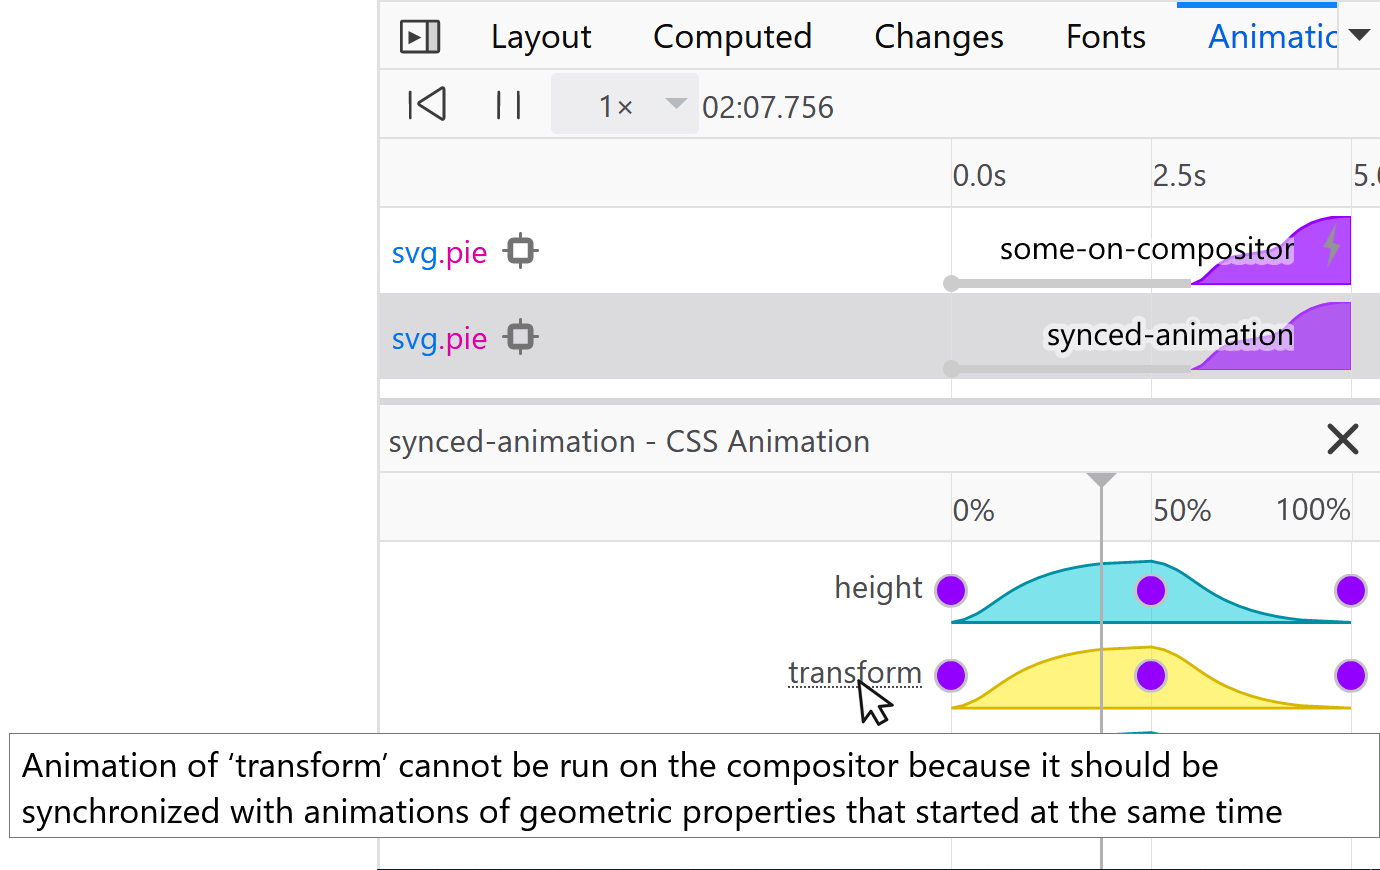 Layout Computed Changes Fonts Animatic
1× 02:07.756
0.0s 2.5s 5.0
svg.pie some-on-compositor
svg.pie synced-animation
synced-animation - CSS Animation
0% 50% 100%
height
transform
Animation of ‘transform’ cannot be run on the compositor because it should be
synchronized with animations of geometric properties that started at the same time